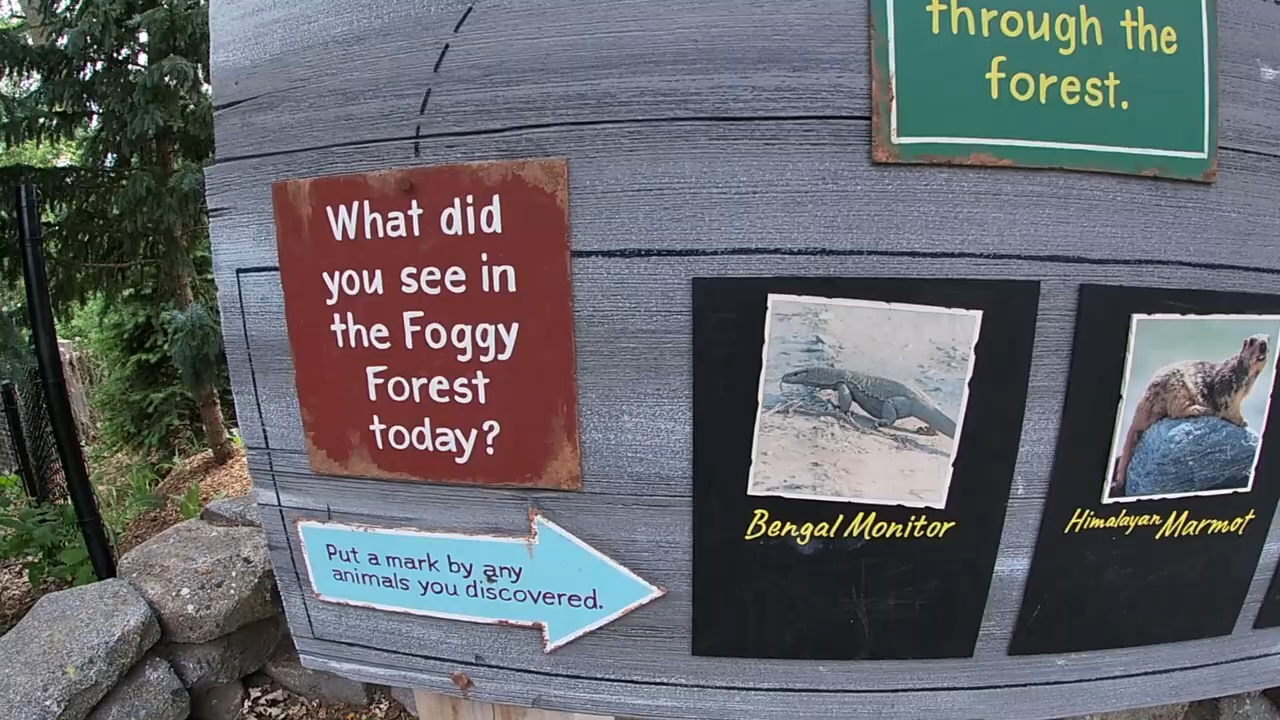 through the
forest.
What did
you see in
the Foggy
Forest
today?
Put a mark by any
animals you discovered.
Bengal Monitor
Himalayan Marmot